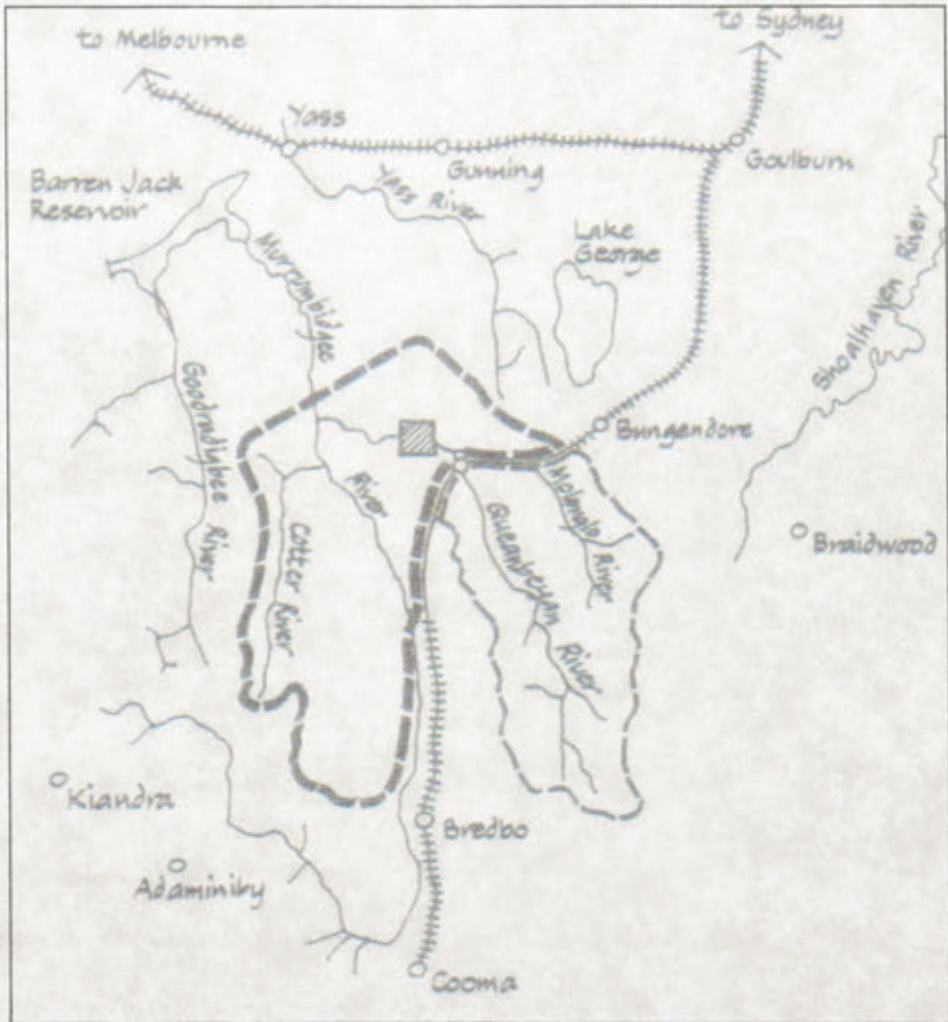 to Melbourne
to Sydney
Yass
Gunning
Goulburn
Barren Jack
Reservoir
Yass River
Murrumbidgee
River
Lake
George
Shoalhaven River
Goodradigbee
River
Bungendore
Molonglo
River
Queanbeyan
River
Cotter
River
Braidwood
Kiandra
Bredbo
Adaminiby
Cooma